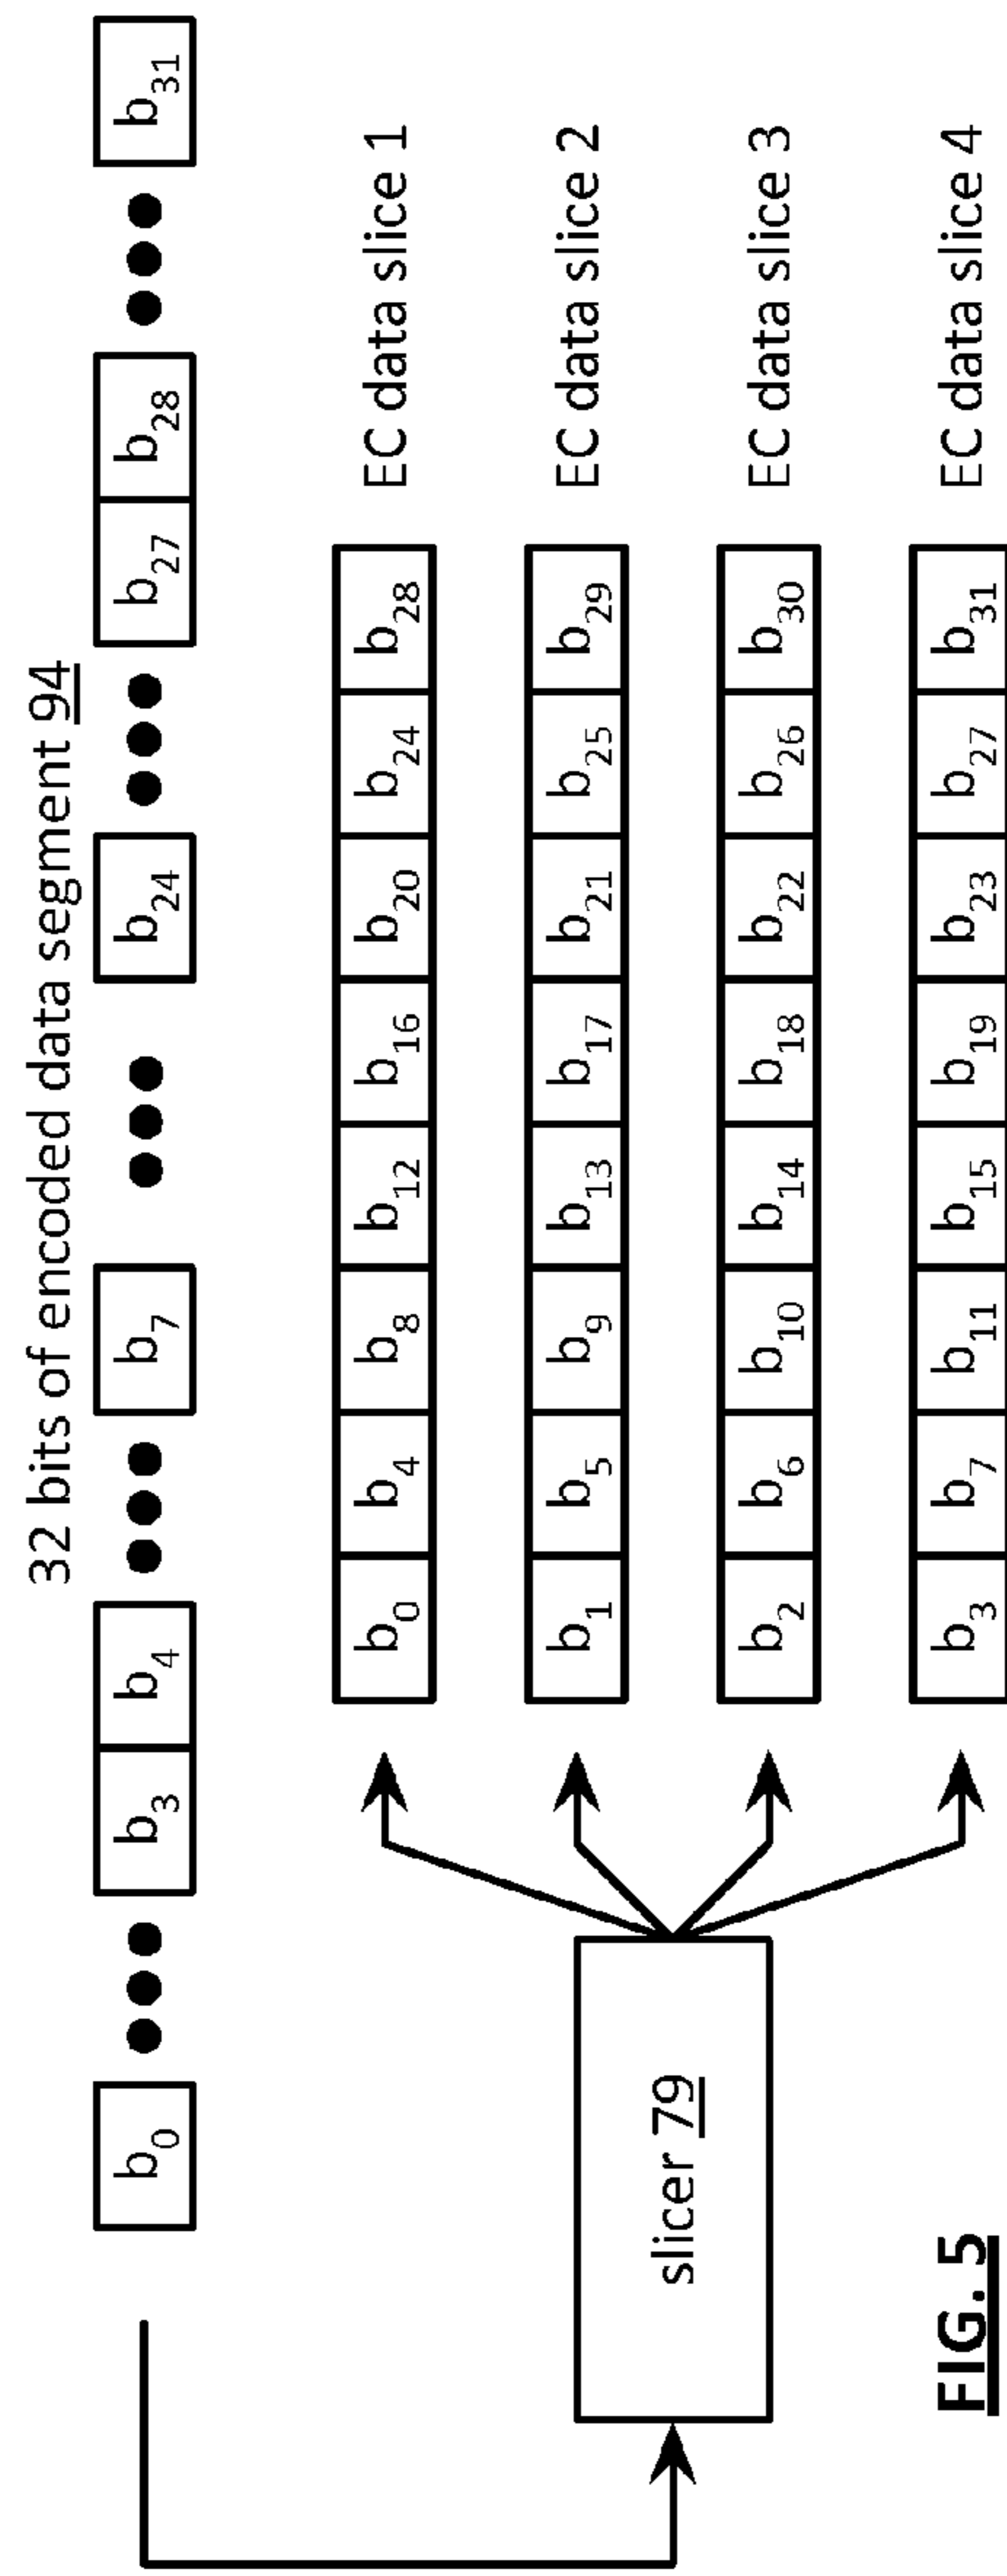 32 bits of encoded data segment 94
b0 ••• b3 b4 ••• b7 ••• b24 ••• b27 b28 ••• b31
b0 b4 b8 b12 b16 b20 b24 b28 EC data slice 1
b1 b5 b9 b13 b17 b21 b25 b29 EC data slice 2
slicer 79
b2 b6 b10 b14 b18 b22 b26 b30 EC data slice 3
b3 b7 b11 b15 b19 b23 b27 b31 EC data slice 4
FIG. 5